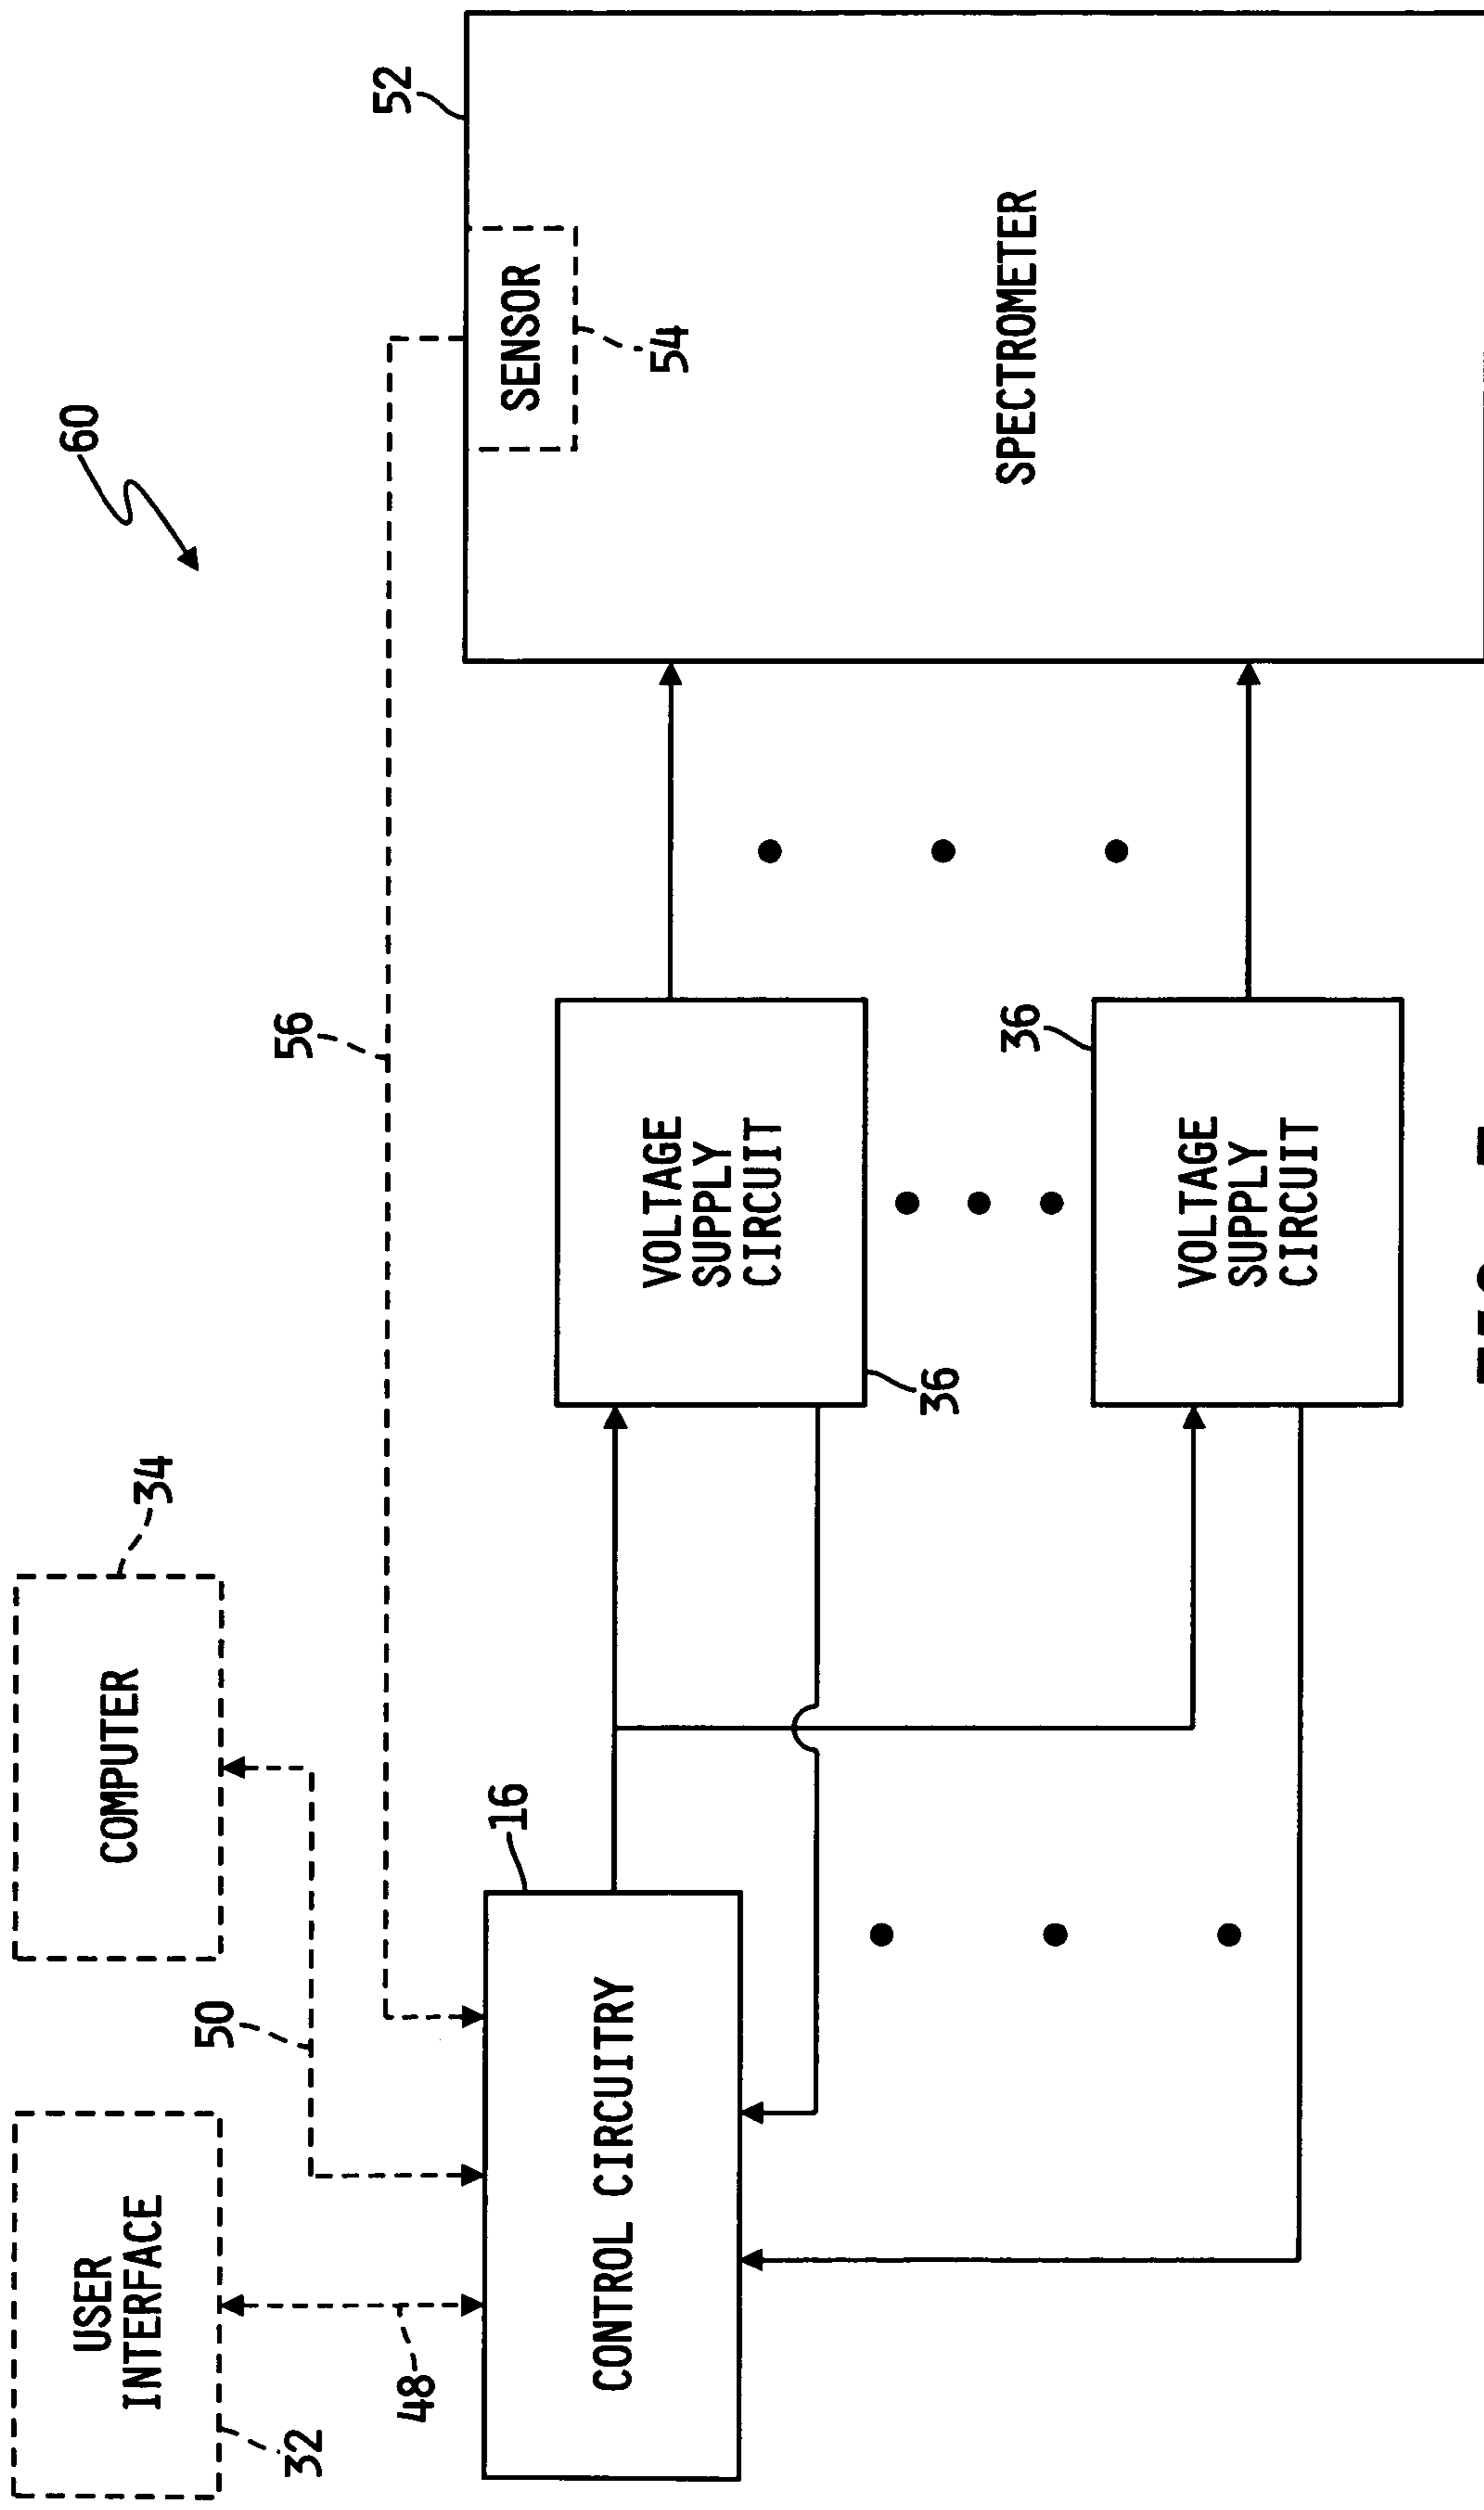 60
USER
INTERFACE
32
COMPUTER
34
50
48
56
52
SENSOR
54
SPECTROMETER
16
CONTROL CIRCUITRY
VOLTAGE
SUPPLY
CIRCUIT
36
36
VOLTAGE
SUPPLY
CIRCUIT